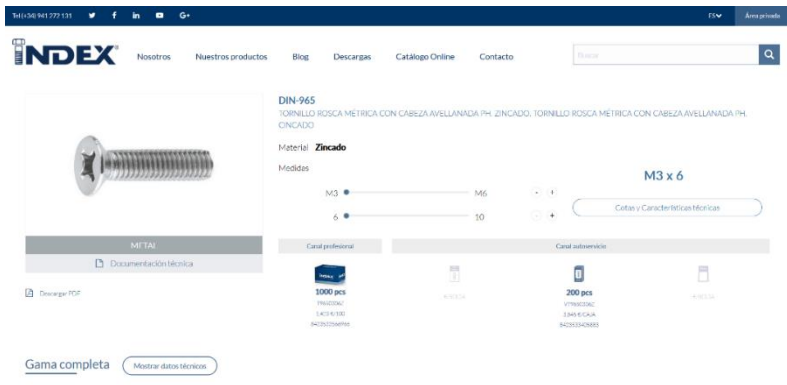 Tel (+34) 941 272 131
ES
Área privada
INDEX
Nosotros
Nuestros productos
Blog
Descargas
Catálogo Online
Contacto
Buscar
DIN-965
TORNILLO ROSCA MÉTRICA CON CABEZA AVELLANADA PH. ZINCADO. TORNILLO ROSCA MÉTRICA CON CABEZA AVELLANADA PH.
CINCADO
Material Zincado
Medidas
M3
M6
- +
6
10
- +
M3 x 6
Cotas y Características técnicas
METAL
Documentación técnica
Descargar PDF
Canal profesional
Canal autoservicio
INDEX
1000 pcs
200 pcs
Gama completa
Mostrar datos técnicos